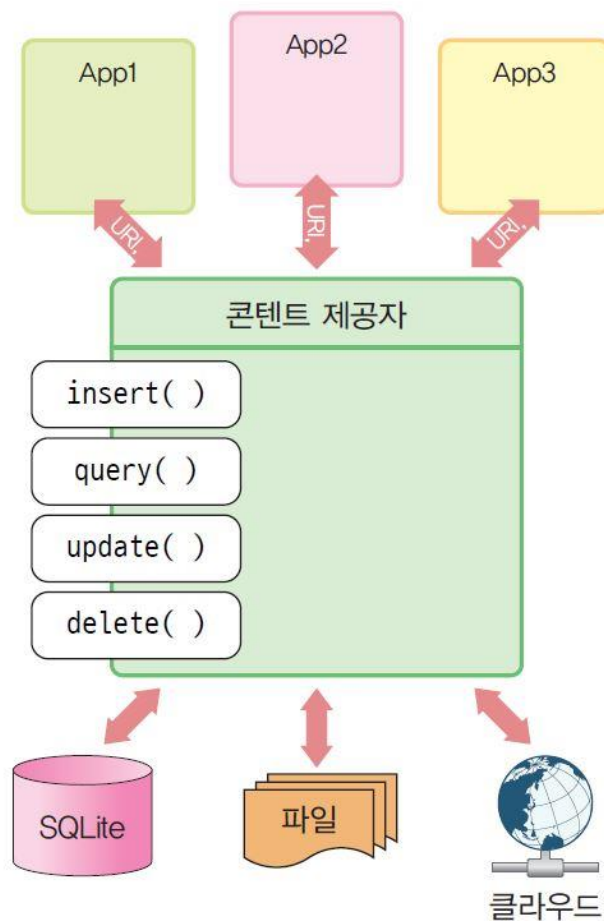 App1
App2
App3
URI,
URI,
URI,
콘텐트 제공자
insert( )
query( )
update( )
delete( )
SQLite
파일
클라우드